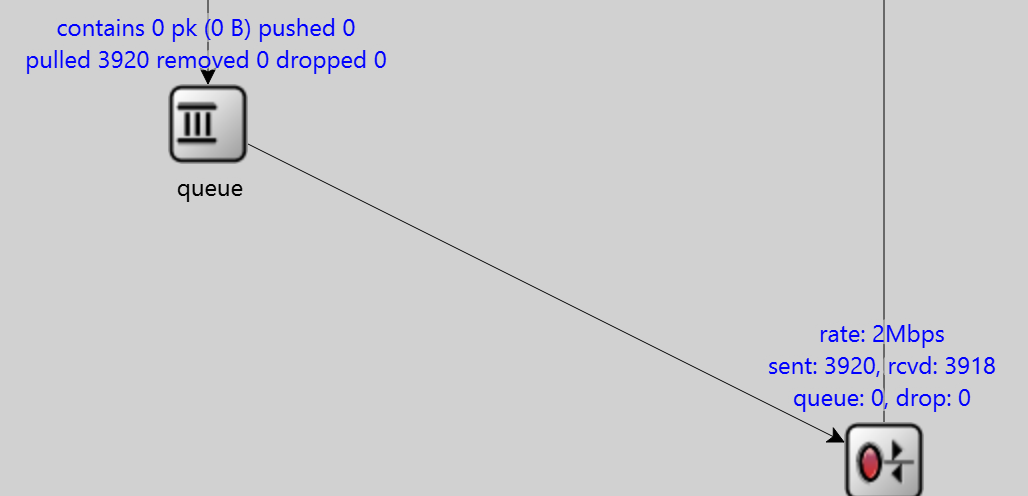 contains 0 pk (0 B) pushed 0
pulled 3920 removed 0 dropped 0
queue
rate: 2Mbps
sent: 3920, rcvd: 3918
queue: 0, drop: 0